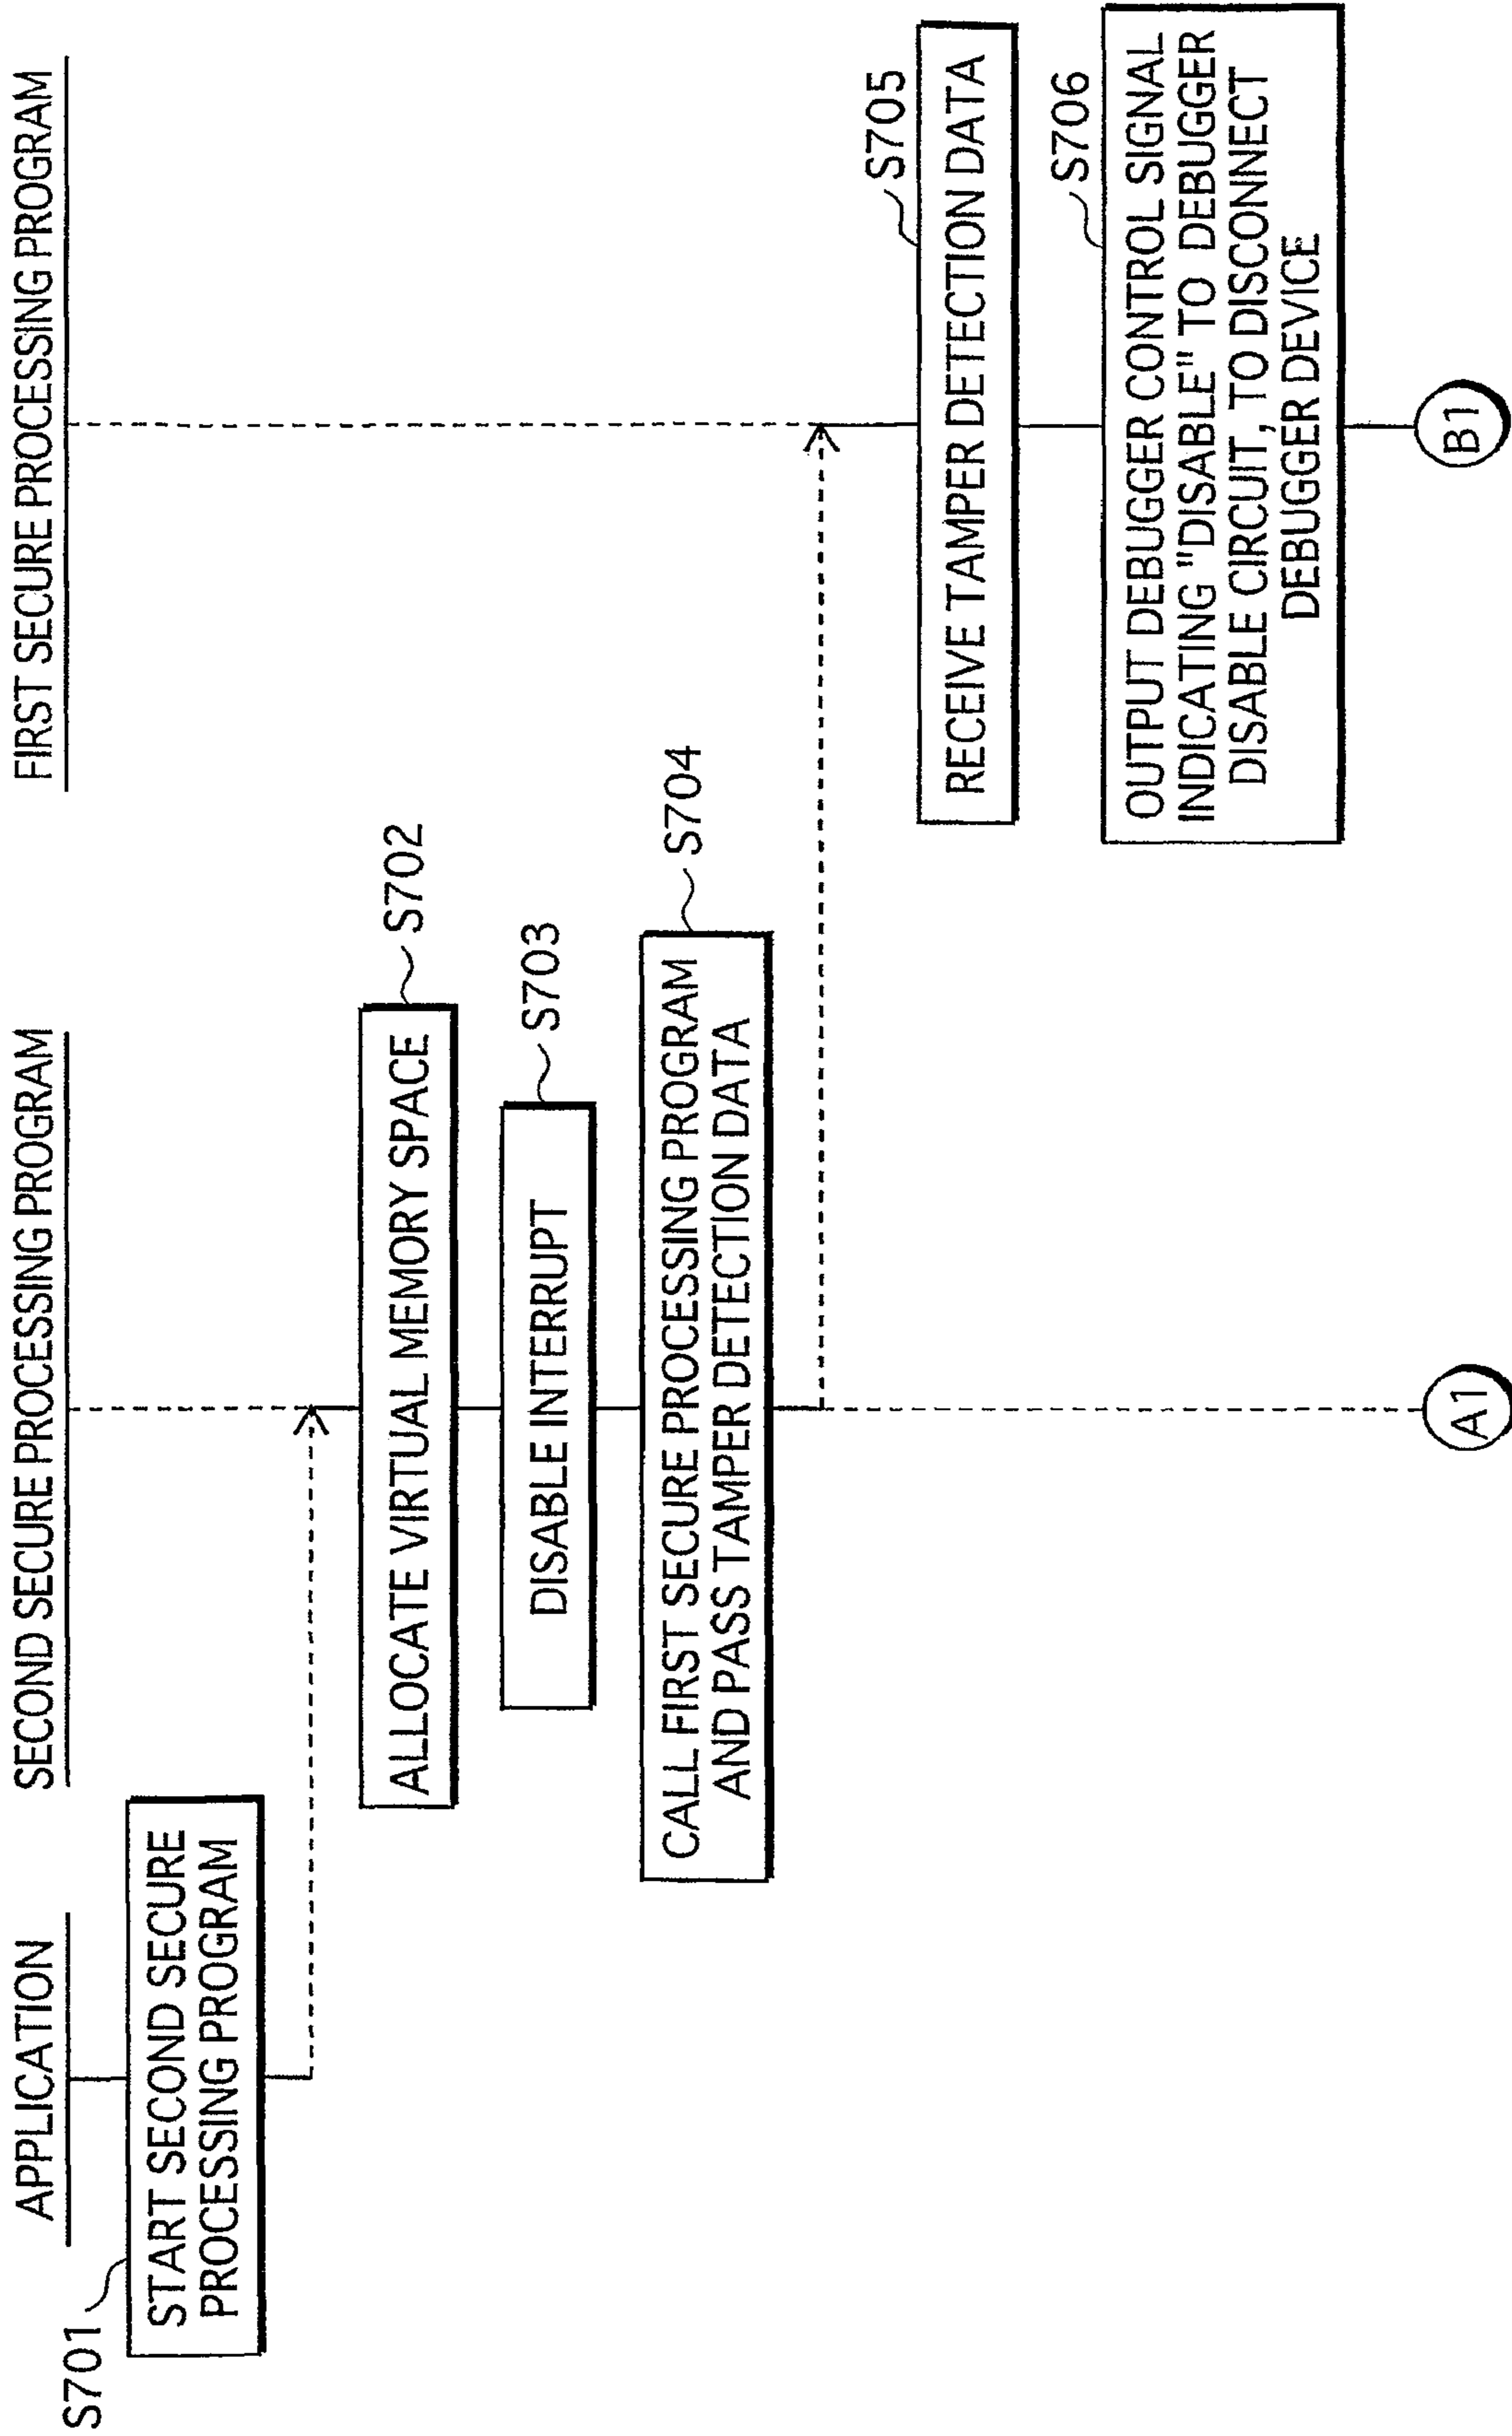 APPLICATION
SECOND SECURE PROCESSING PROGRAM
FIRST SECURE PROCESSING PROGRAM
S701
START SECOND SECURE
PROCESSING PROGRAM
S702
ALLOCATE VIRTUAL MEMORY SPACE
S703
DISABLE INTERRUPT
S704
CALL FIRST SECURE PROCESSING PROGRAM
AND PASS TAMPER DETECTION DATA
S705
RECEIVE TAMPER DETECTION DATA
S706
OUTPUT DEBUGGER CONTROL SIGNAL
INDICATING "DISABLE" TO DEBUGGER
DISABLE CIRCUIT, TO DISCONNECT
DEBUGGER DEVICE
A1
B1